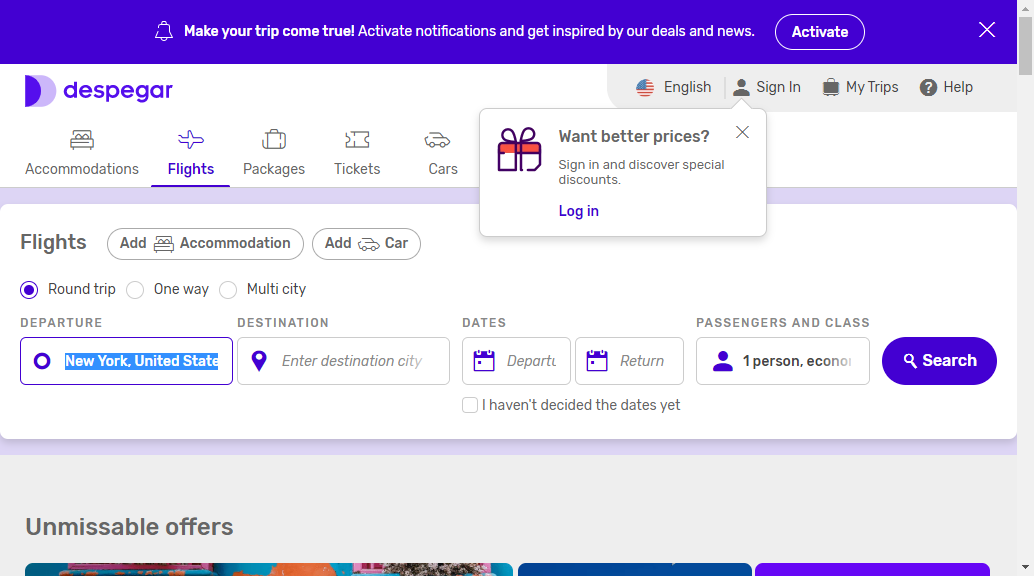 Make your trip come true! Activate notifications and get inspired by our deals and news.
Activate
despegar
English
Sign In
My Trips
? Help
Accommodations
Flights
Packages
Tickets
Cars
Want better prices?
Sign in and discover special
discounts.
Log in
Flights
Add Accommodation
Add Car
Round trip
One way
Multi city
DEPARTURE
DESTINATION
DATES
PASSENGERS AND CLASS
New York, United State
Enter destination city
Departu
Return
1 person, econo
Search
I haven't decided the dates yet
Unmissable offers